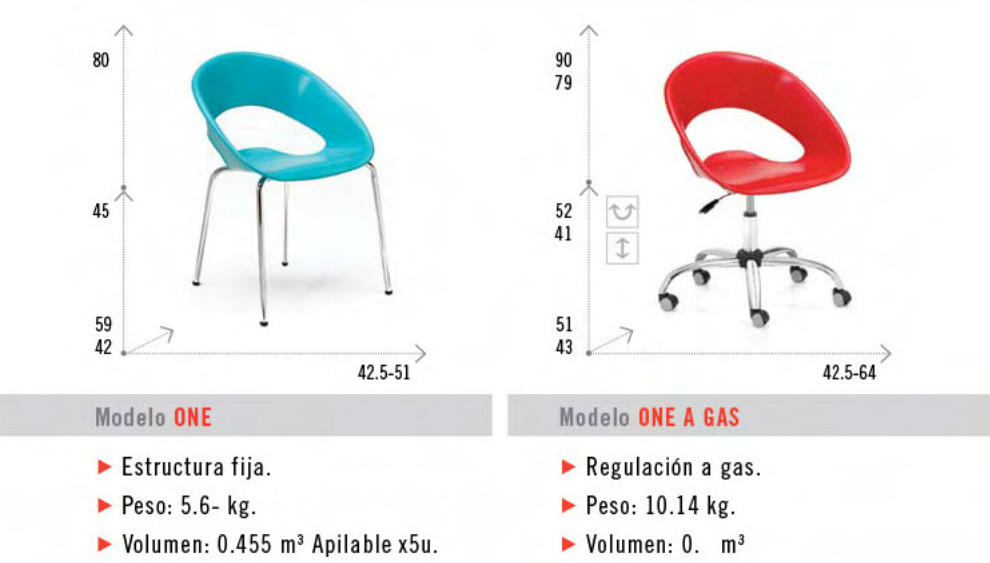 80
45
59
42
42.5-51
Modelo ONE
► Estructura fija.
► Peso: 5.6- kg.
► Volumen: 0.455 m³ Apilable x5u.
90
79
52
41
51
43
42.5-64
Modelo ONE A GAS
► Regulación a gas.
► Peso: 10.14 kg.
► Volumen: 0. m³